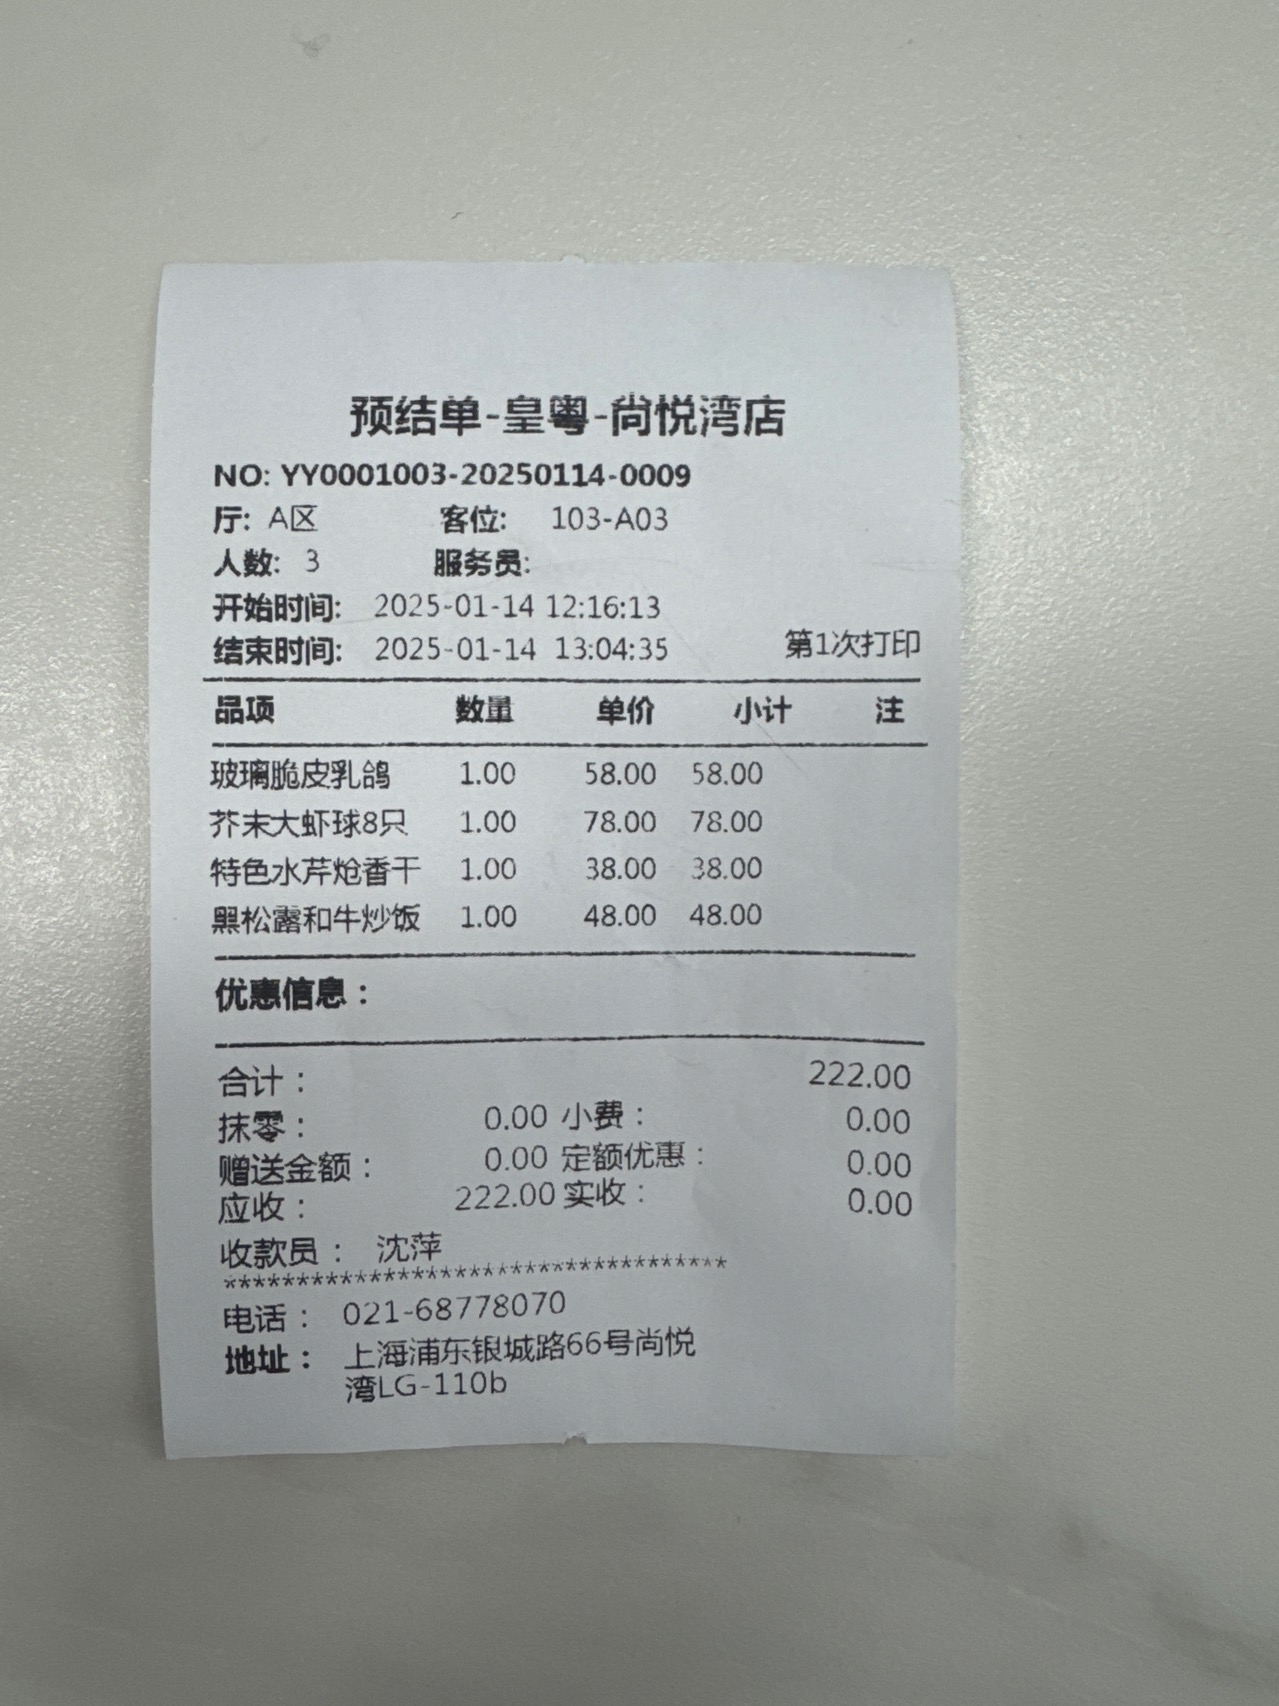 预结单-皇粤-尚悦湾店
NO: YY0001003-20250114-0009
厅: A区 客位: 103-A03
人数: 3 服务员:
开始时间: 2025-01-14 12:16:13
结束时间: 2025-01-14 13:04:35 第1次打印
品项 数量 单价 小计 注
玻璃脆皮乳鸽 1.00 58.00 58.00
芥末大虾球8只 1.00 78.00 78.00
特色水芹炝香干 1.00 38.00 38.00
黑松露和牛炒饭 1.00 48.00 48.00
优惠信息：
合计： 222.00
抹零： 0.00 小费： 0.00
赠送金额： 0.00 定额优惠： 0.00
应收： 222.00 实收： 0.00
收款员： 沈萍
***********************************
电话： 021-68778070
地址： 上海浦东银城路66号尚悦
湾LG-110b